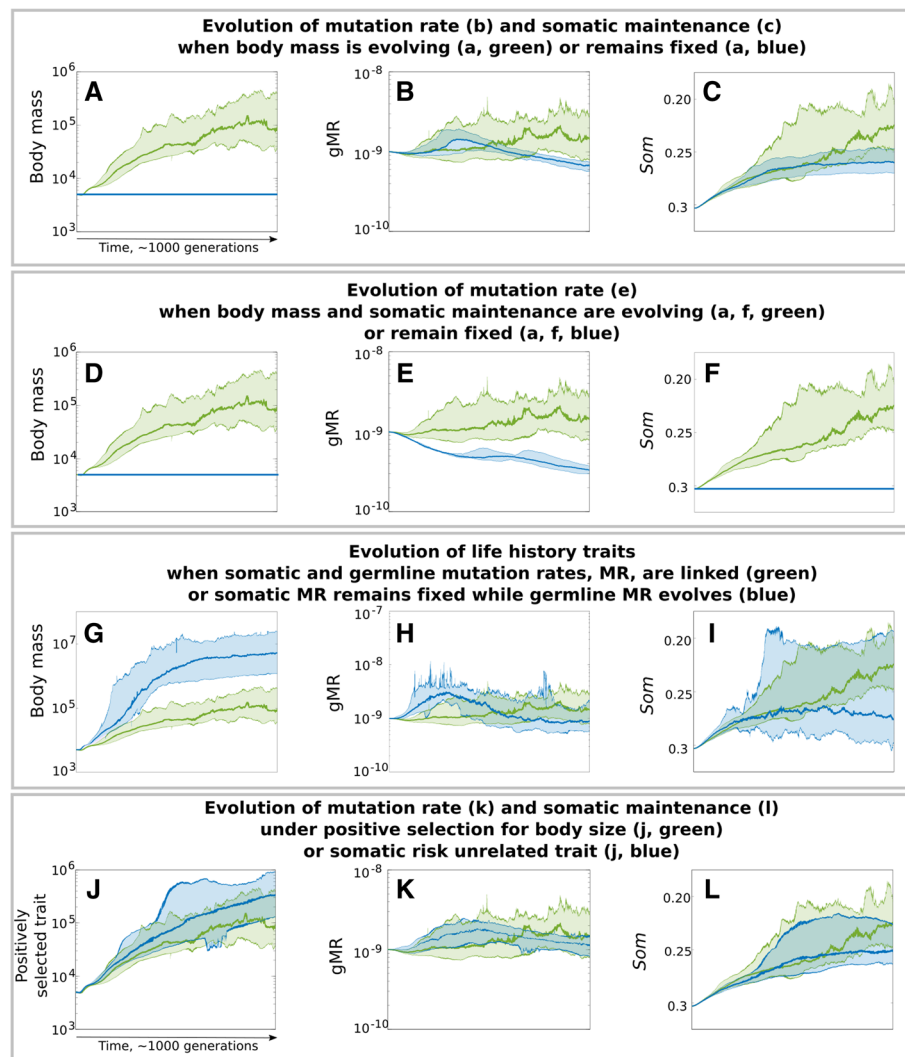 Evolution of mutation rate (b) and somatic maintenance (c)
when body mass is evolving (a, green) or remains fixed (a, blue)
A
B
C
Body mass
10^6
10^5
10^4
10^3
Time, ~1000 generations
gMR
10^-8
10^-9
10^-10
Som
0.20
0.25
0.3
Evolution of mutation rate (e)
when body mass and somatic maintenance are evolving (a, f, green)
or remain fixed (a, f, blue)
D
E
F
Body mass
10^6
10^5
10^4
10^3
gMR
10^-8
10^-9
10^-10
Som
0.20
0.25
0.3
Evolution of life history traits
when somatic and germline mutation rates, MR, are linked (green)
or somatic MR remains fixed while germline MR evolves (blue)
G
H
I
Body mass
10^7
10^5
10^3
gMR
10^-7
10^-8
10^-9
10^-10
Som
0.20
0.25
0.3
Evolution of mutation rate (k) and somatic maintenance (l)
under positive selection for body size (j, green)
or somatic risk unrelated trait (j, blue)
J
K
L
Positively
selected trait
10^6
10^5
10^4
10^3
Time, ~1000 generations
gMR
10^-8
10^-9
10^-10
Som
0.20
0.25
0.3